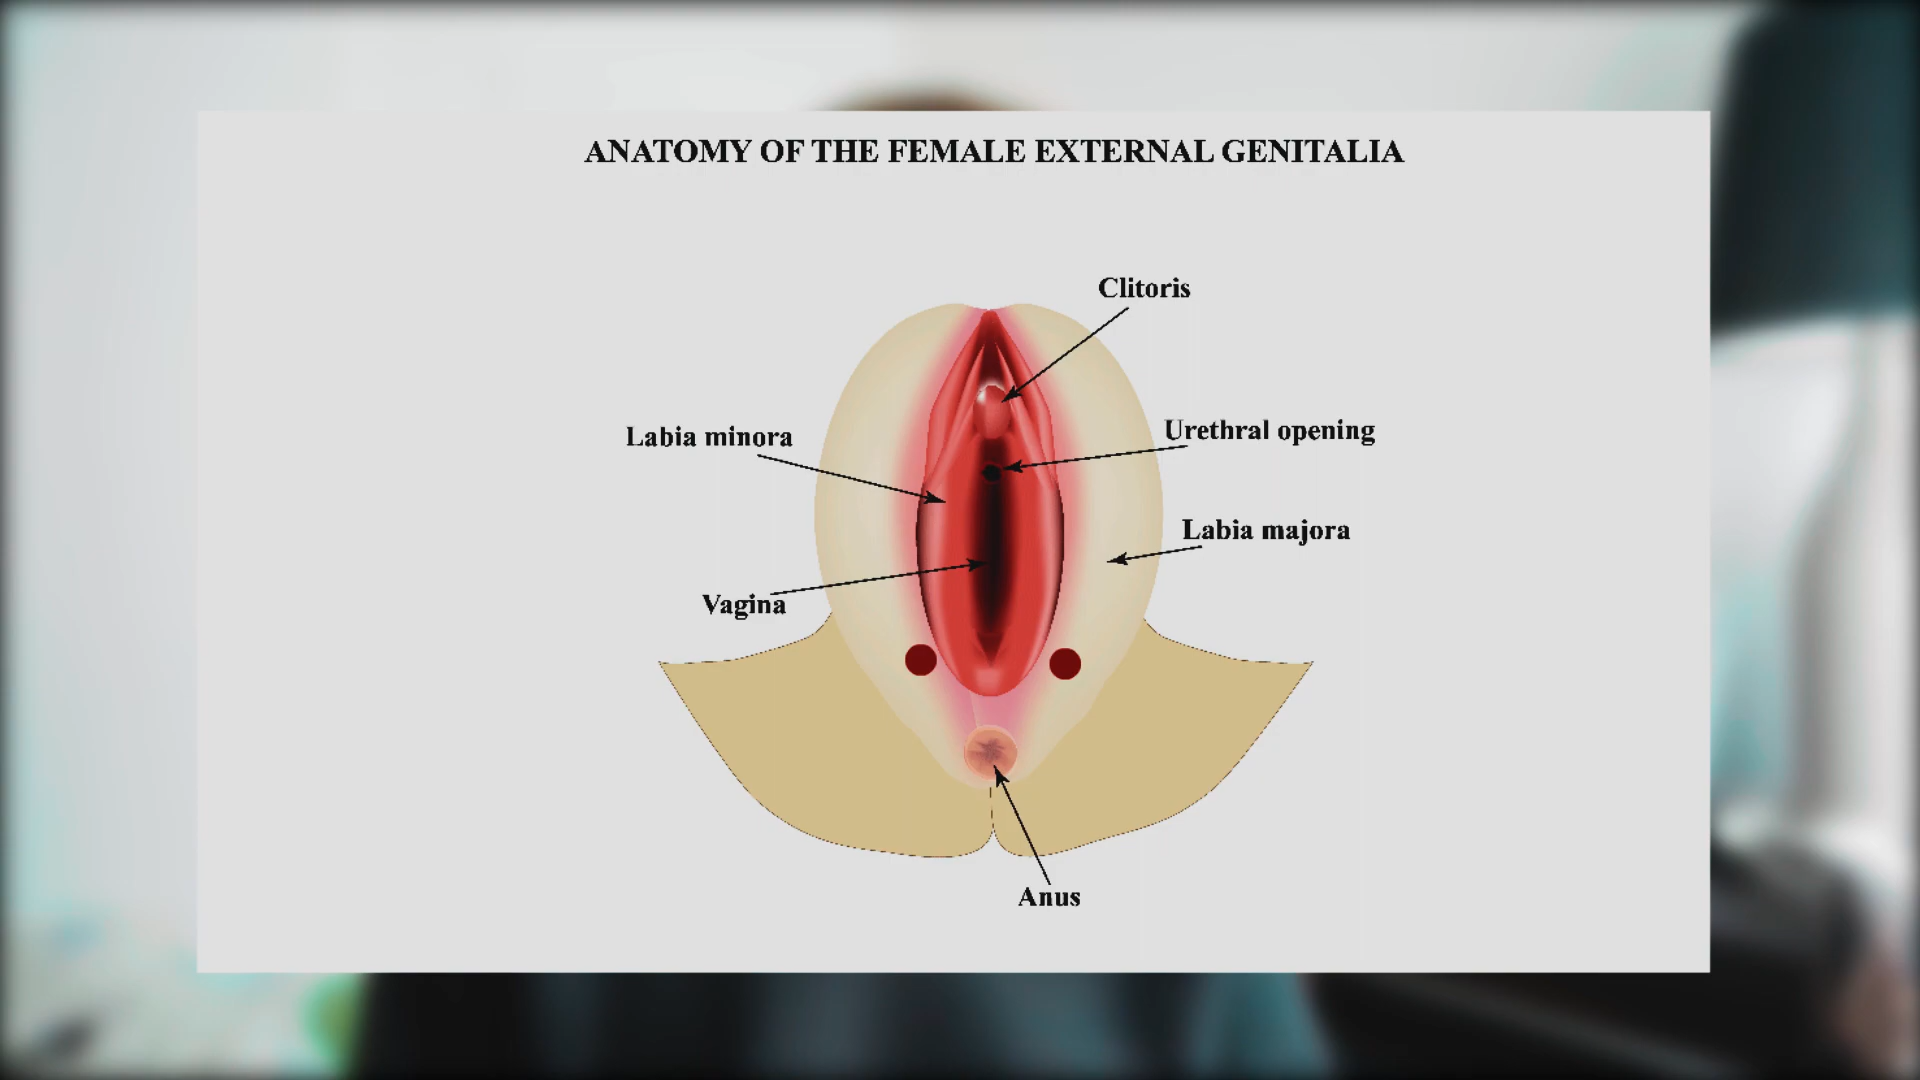 ANATOMY OF THE FEMALE EXTERNAL GENITALIA
Clitoris
Labia minora
Urethral opening
Labia majora
Vagina
Anus